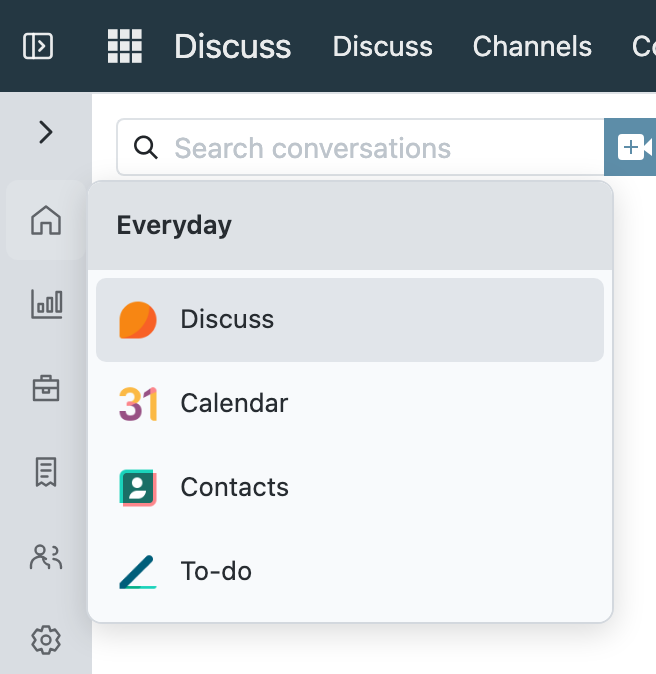 Discuss Discuss Channels
Search conversations
Everyday
Discuss
31 Calendar
Contacts
To-do